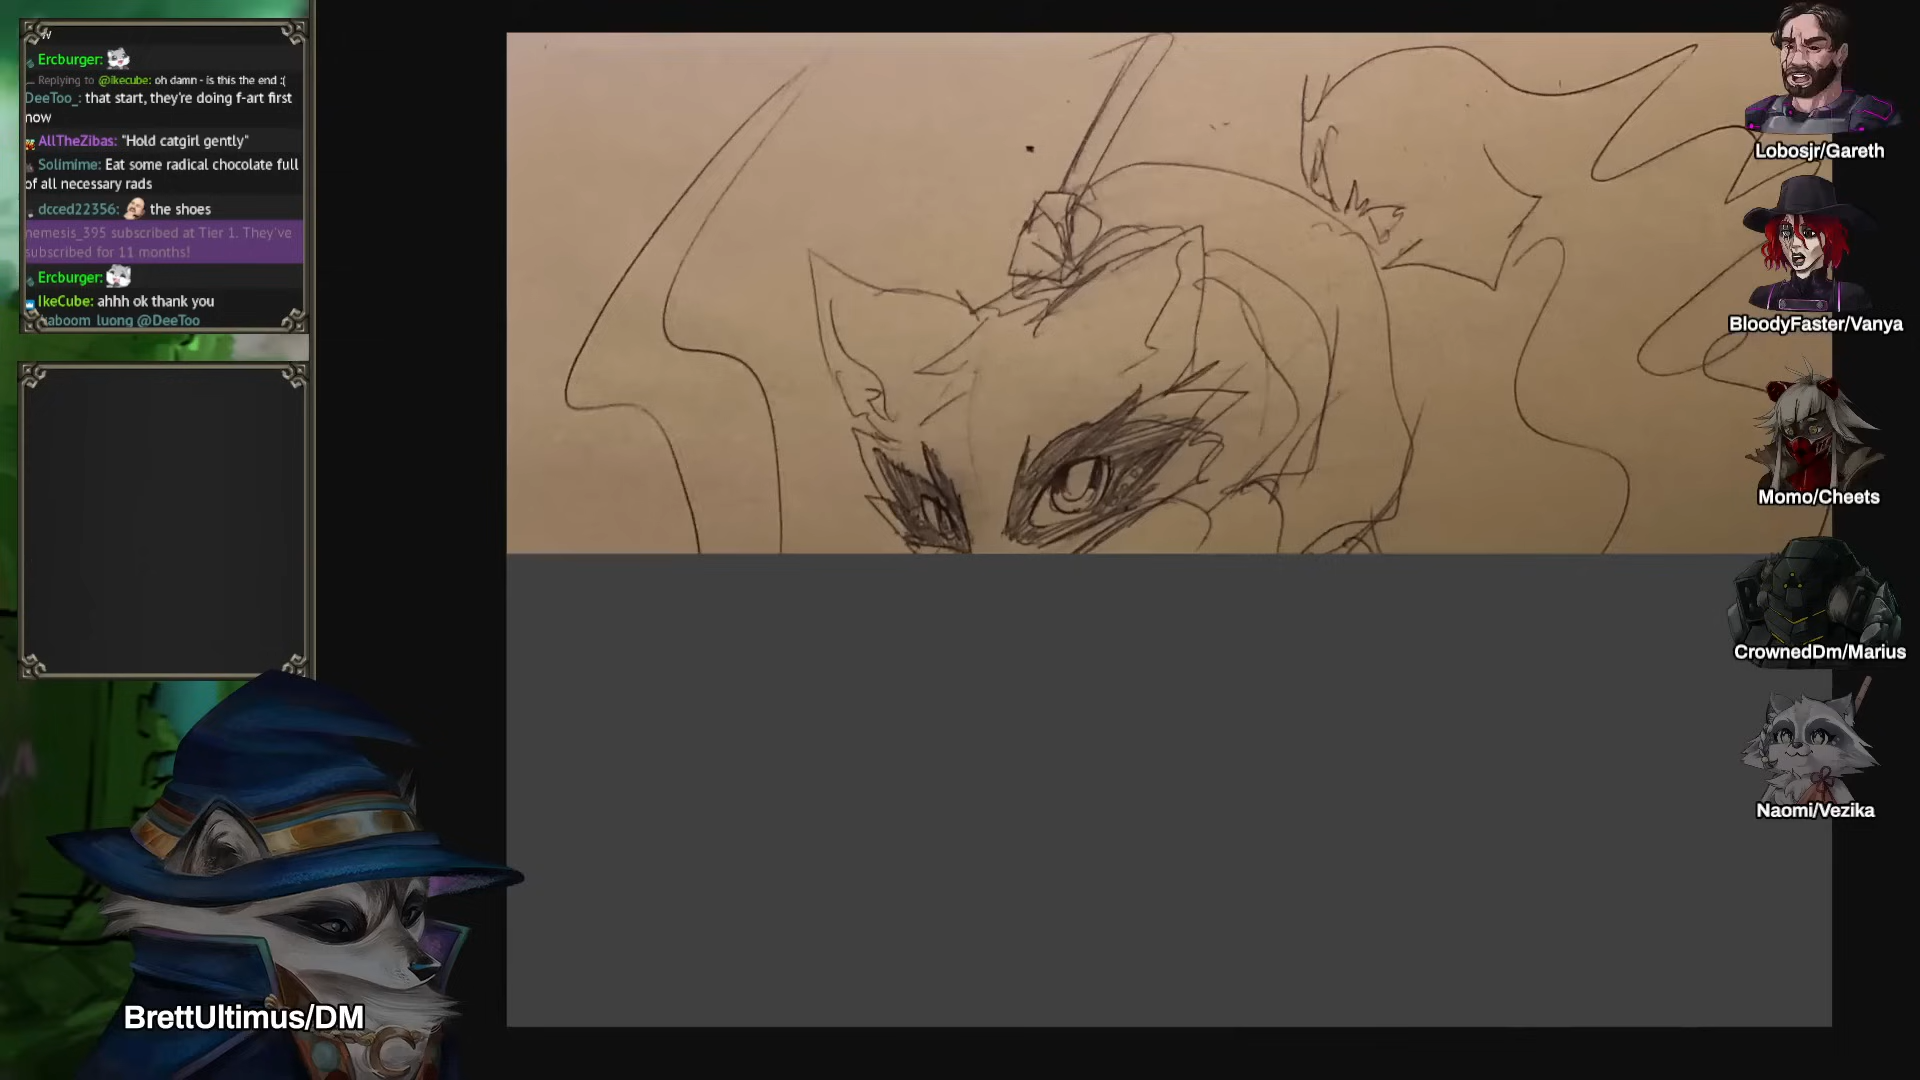 Ercburger:
Replying to @Ikecube: oh damn - is this the end :(
DeeToo_: that start, they're doing f-art first
now
AllTheZibas: "Hold catgirl gently"
Solimime: Eat some radical chocolate full
of all necessary rads
dcced22356: the shoes
nemesis_395 subscribed at Tier 1. They've
subscribed for 11 months!
Ercburger:
IkeCube: ahhh ok thank you
@DeeToo
Lobosjr/Gareth
BloodyFaster/Vanya
Momo/Cheets
CrownedDm/Marius
Naomi/Vezika
BrettUltimus/DM